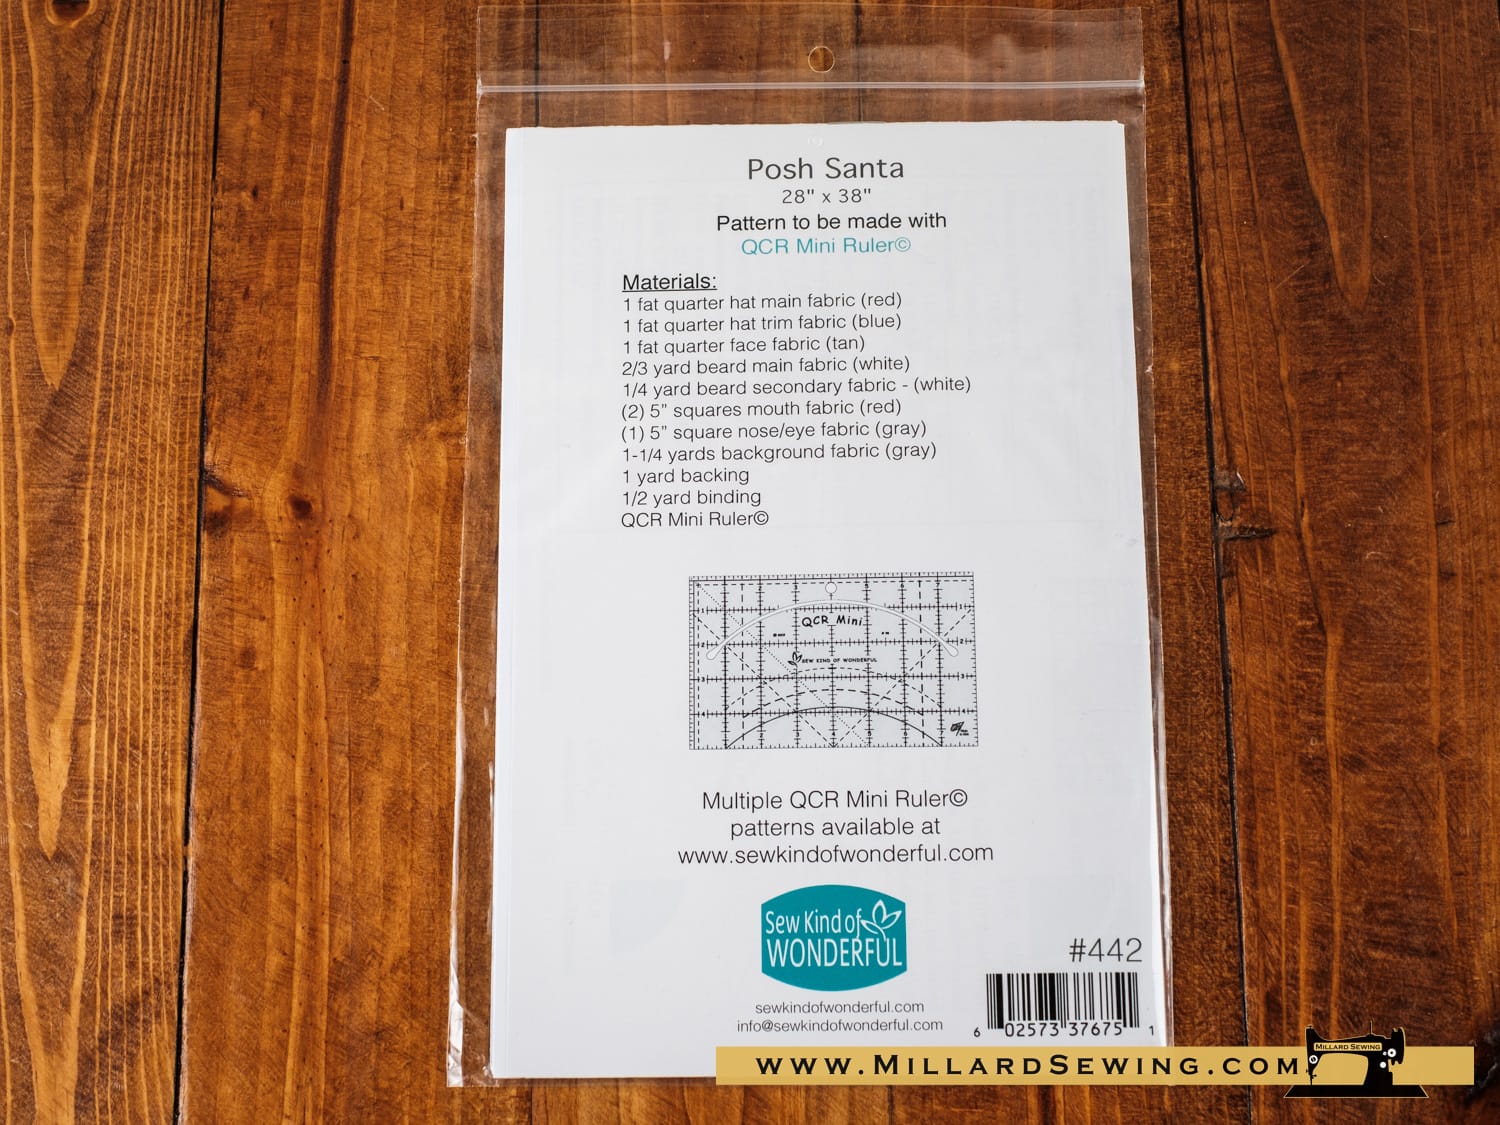 Posh Santa
28" x 38"
Pattern to be made with
QCR Mini Ruler©
Materials:
1 fat quarter hat main fabric (red)
1 fat quarter hat trim fabric (blue)
1 fat quarter face fabric (tan)
2/3 yard beard main fabric (white)
1/4 yard beard secondary fabric - (white)
(2) 5” squares mouth fabric (red)
(1) 5” square nose/eye fabric (gray)
1-1/4 yards background fabric (gray)
1 yard backing
1/2 yard binding
QCR Mini Ruler©
QCR Mini
SEW KIND OF WONDERFUL
Multiple QCR Mini Ruler©
patterns available at
www.sewkindofwonderful.com
Sew Kind of
WONDERFUL
#442
sewkindofwonderful.com
info@sewkindofwonderful.com
6 02573 37675 1
www.MillardSewing.com
Millard Sewing